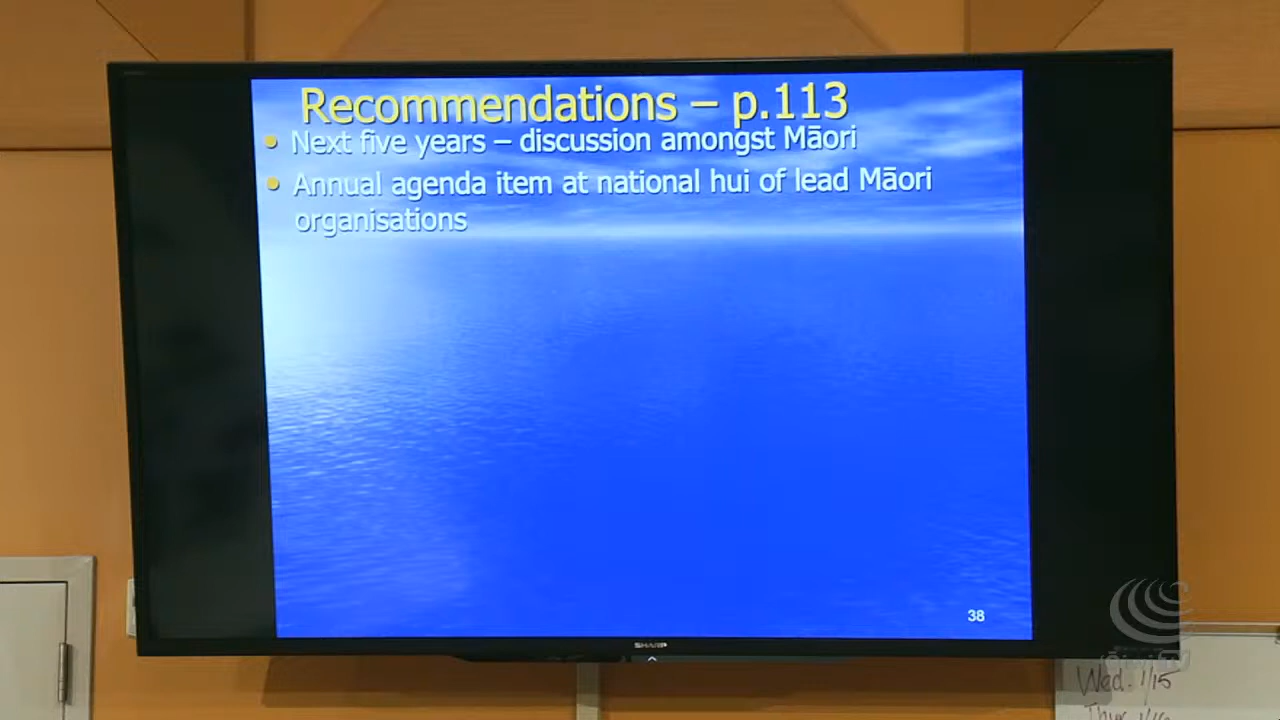 Recommendations – p.113
Next five years – discussion amongst Māori
Annual agenda item at national hui of lead Māori
organisations
38
SHARP
Wed. 1/15
Thur.